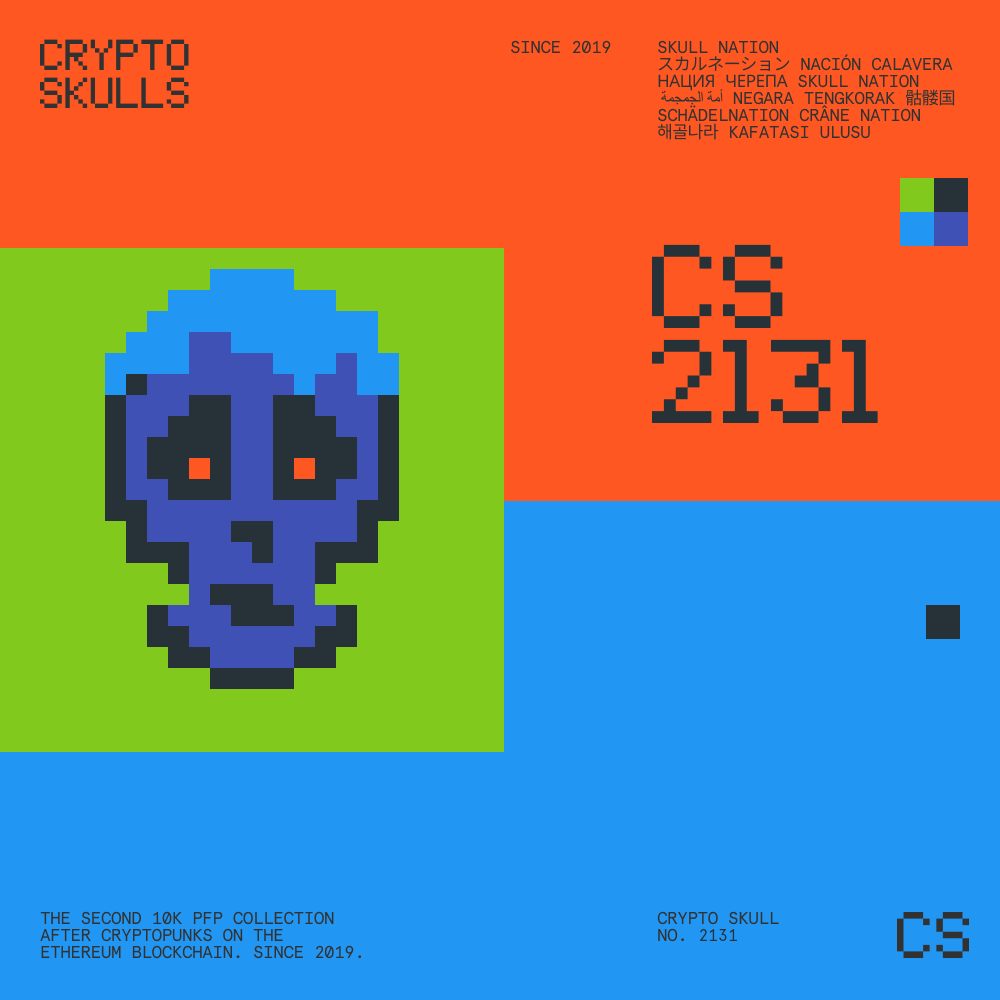 CRYPTO
SKULLS
SINCE 2019
SKULL NATION
スカルネーション NACIÓN CALAVERA
НАЦИЯ ЧЕРЕПА SKULL NATION
أمة الجمجمة NEGARA TENGKORAK 骷髅国
SCHÄDELNATION CRÂNE NATION
해골나라 KAFATASI ULUSU
CS
2131
THE SECOND 10K PFP COLLECTION
AFTER CRYPTOPUNKS ON THE
ETHEREUM BLOCKCHAIN. SINCE 2019.
CRYPTO SKULL
NO. 2131
CS